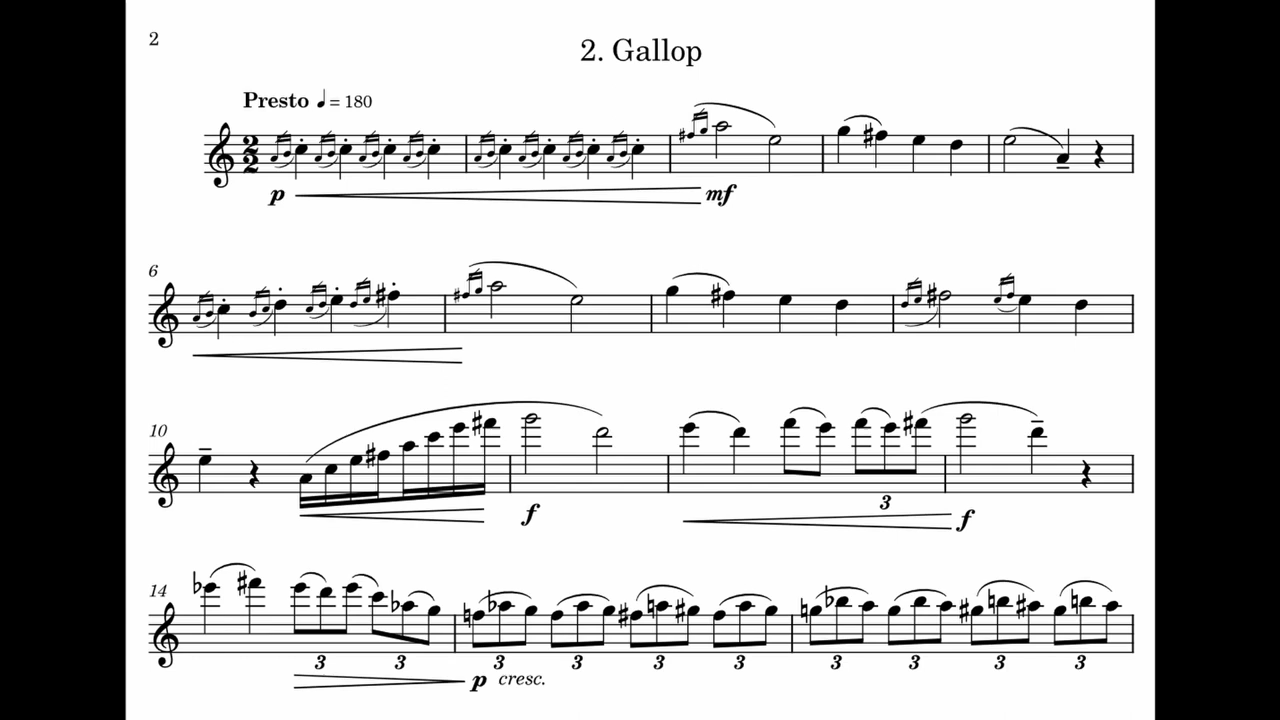 2
2. Gallop
Presto ♩ = 180
p mf
6
10
f 3 f
14
3 3 3 3 3 3 3 3 3 3
p cresc.